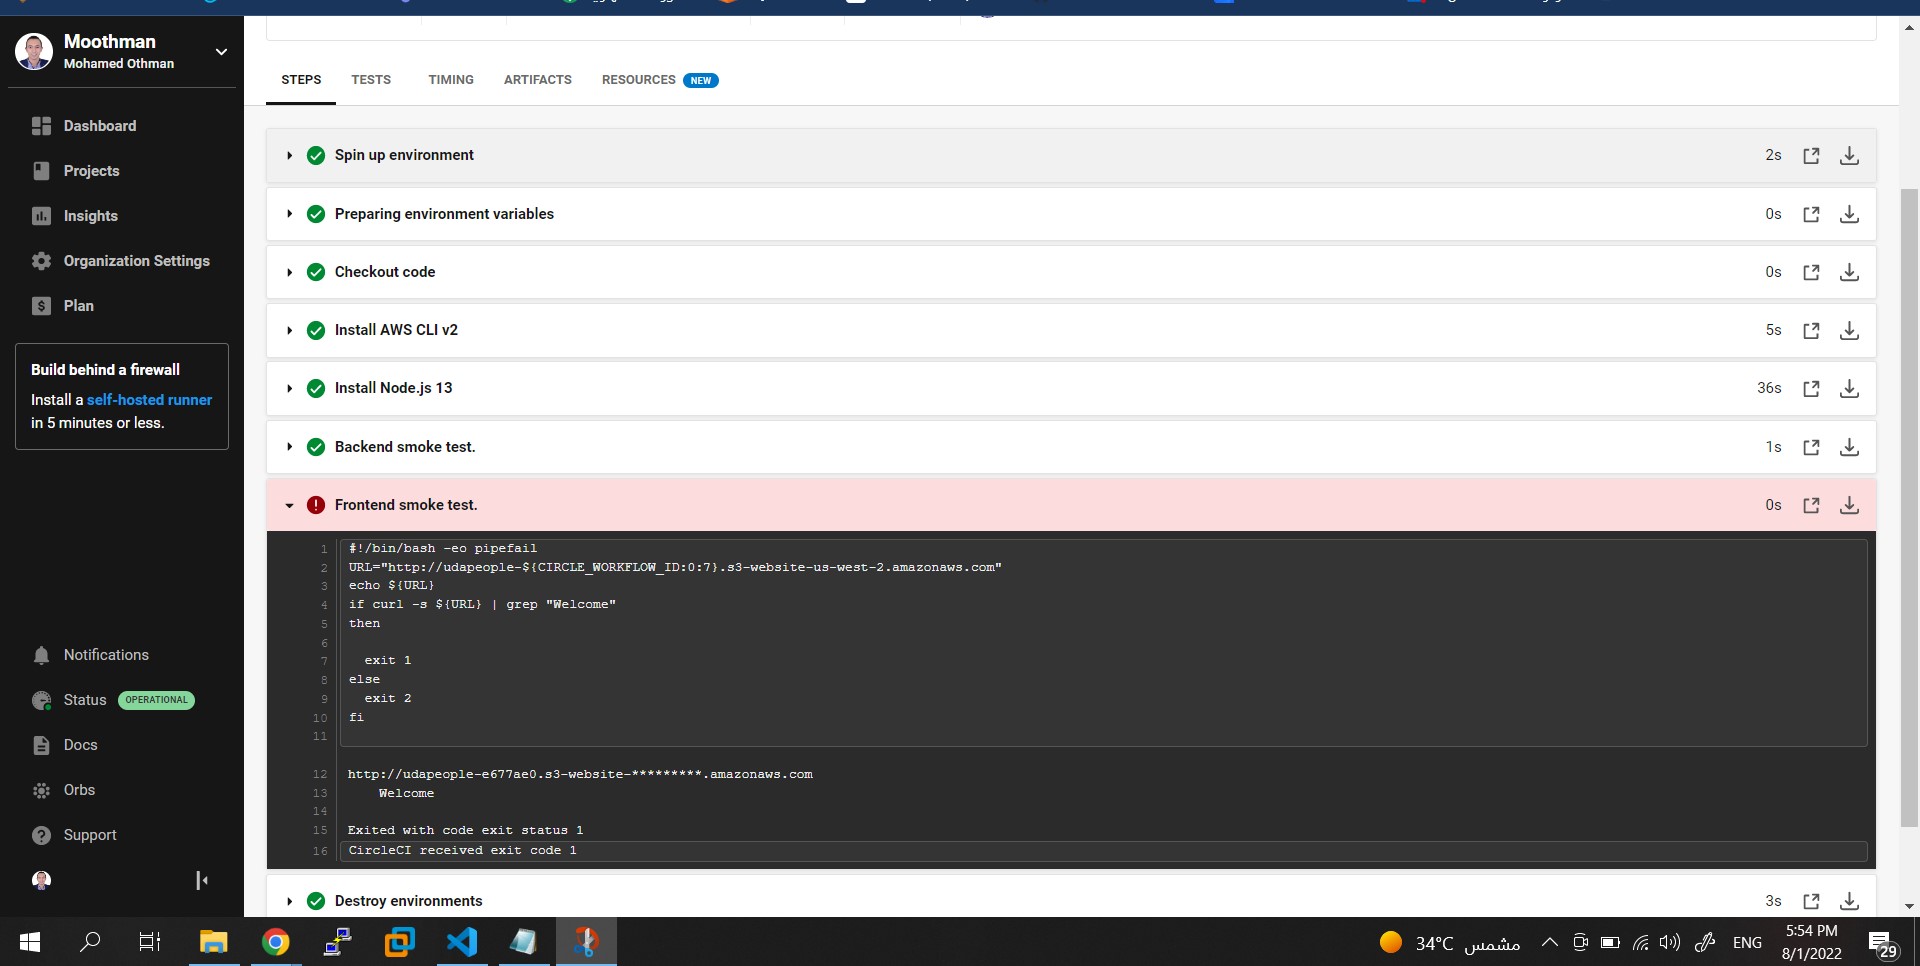 Moothman
Mohamed Othman
Dashboard
Projects
Insights
Organization Settings
Plan
Build behind a firewall
Install a self-hosted runner
in 5 minutes or less.
Notifications
Status OPERATIONAL
Docs
Orbs
Support
STEPS TESTS TIMING ARTIFACTS RESOURCES NEW
Spin up environment 2s
Preparing environment variables 0s
Checkout code 0s
Install AWS CLI v2 5s
Install Node.js 13 36s
Backend smoke test. 1s
Frontend smoke test. 0s
1 #!/bin/bash -eo pipefail
2 URL="http://udapeople-${CIRCLE_WORKFLOW_ID:0:7}.s3-website-us-west-2.amazonaws.com"
3 echo ${URL}
4 if curl -s ${URL} | grep "Welcome"
5 then
6
7 exit 1
8 else
9 exit 2
10 fi
11
12 http://udapeople-e677ae0.s3-website-*********.amazonaws.com
13 Welcome
14
15 Exited with code exit status 1
16 CircleCI received exit code 1
Destroy environments 3s
34°C مشمس
ENG
5:54 PM
8/1/2022
29